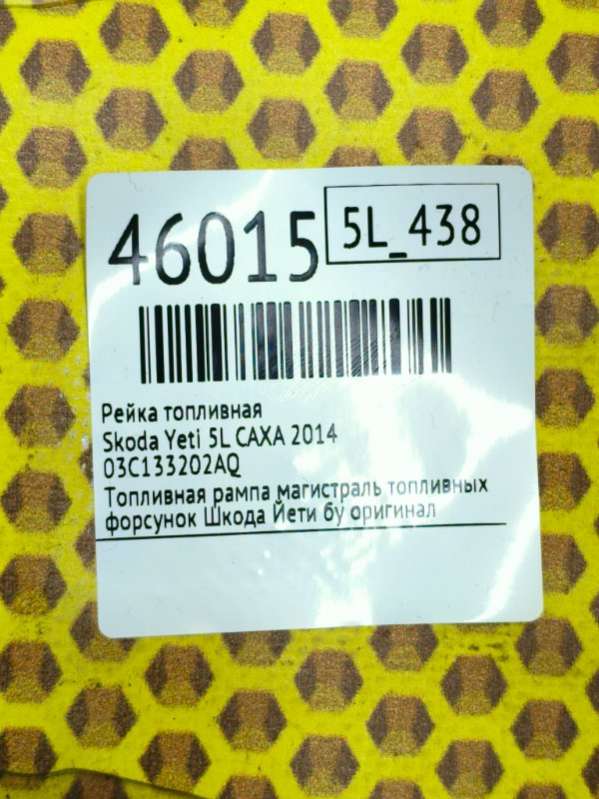 46015
5L_438
Рейка топливная
Skoda Yeti 5L CAXA 2014
03C133202AQ
Топливная рампа магистраль топливных
форсунок Шкода Йети бу оригинал